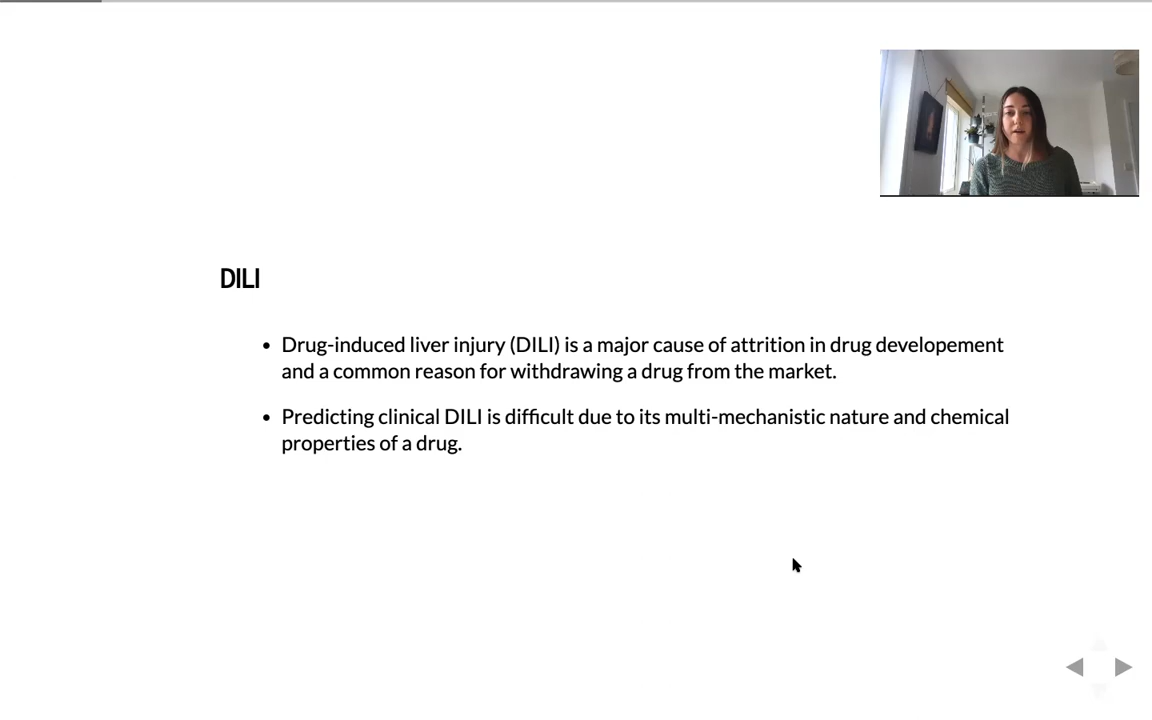 DILI
• Drug-induced liver injury (DILI) is a major cause of attrition in drug developement
and a common reason for withdrawing a drug from the market.
• Predicting clinical DILI is difficult due to its multi-mechanistic nature and chemical
properties of a drug.